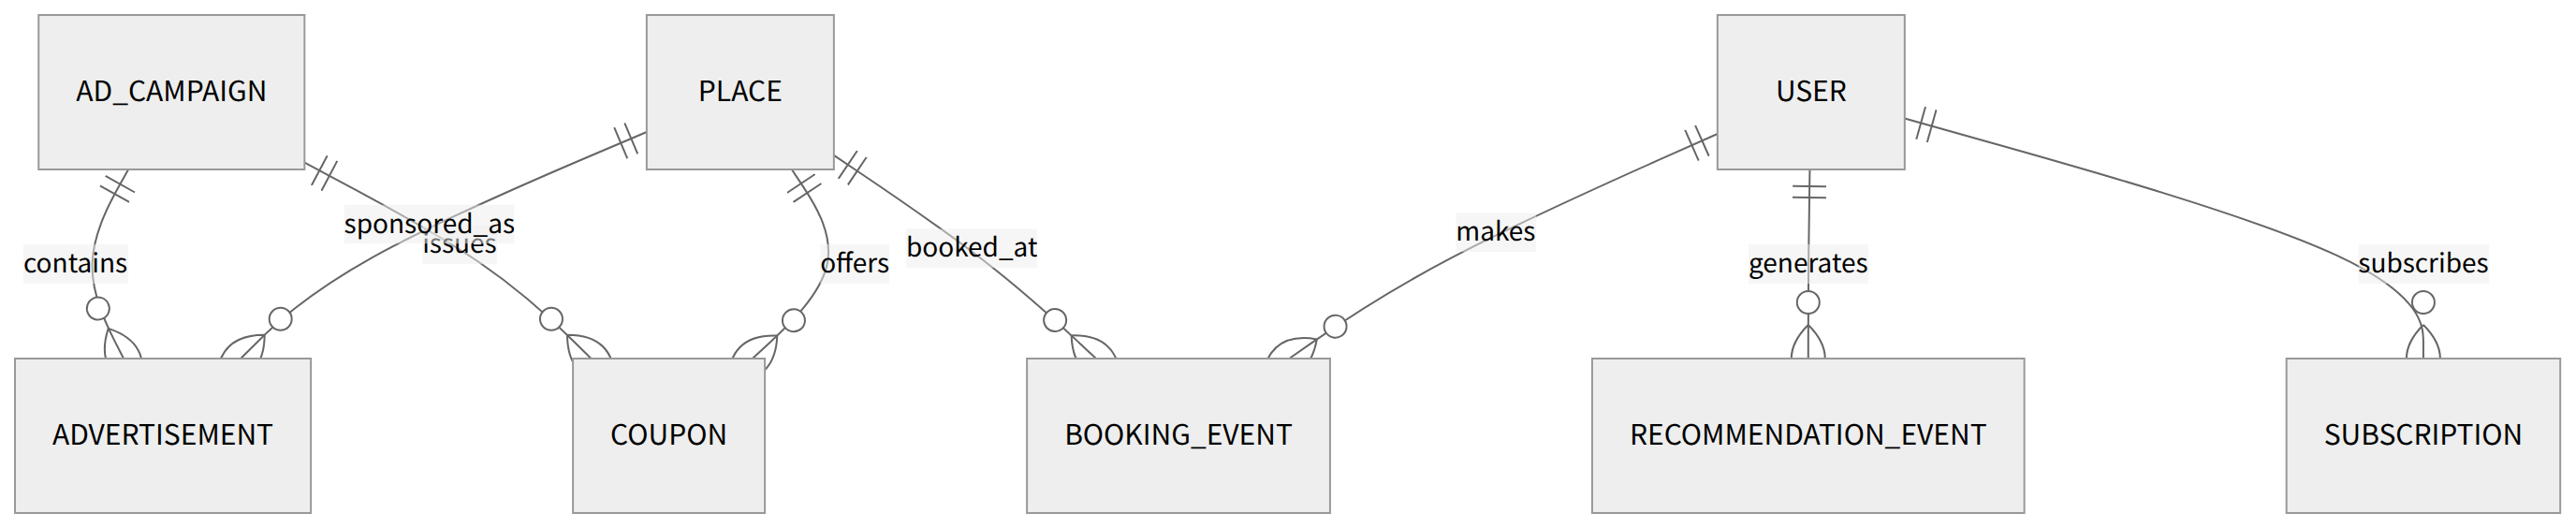 AD_CAMPAIGN
PLACE
USER
sponsored_as
issues
makes
booked_at
contains
offers
generates
subscribes
ADVERTISEMENT
COUPON
BOOKING_EVENT
RECOMMENDATION_EVENT
SUBSCRIPTION